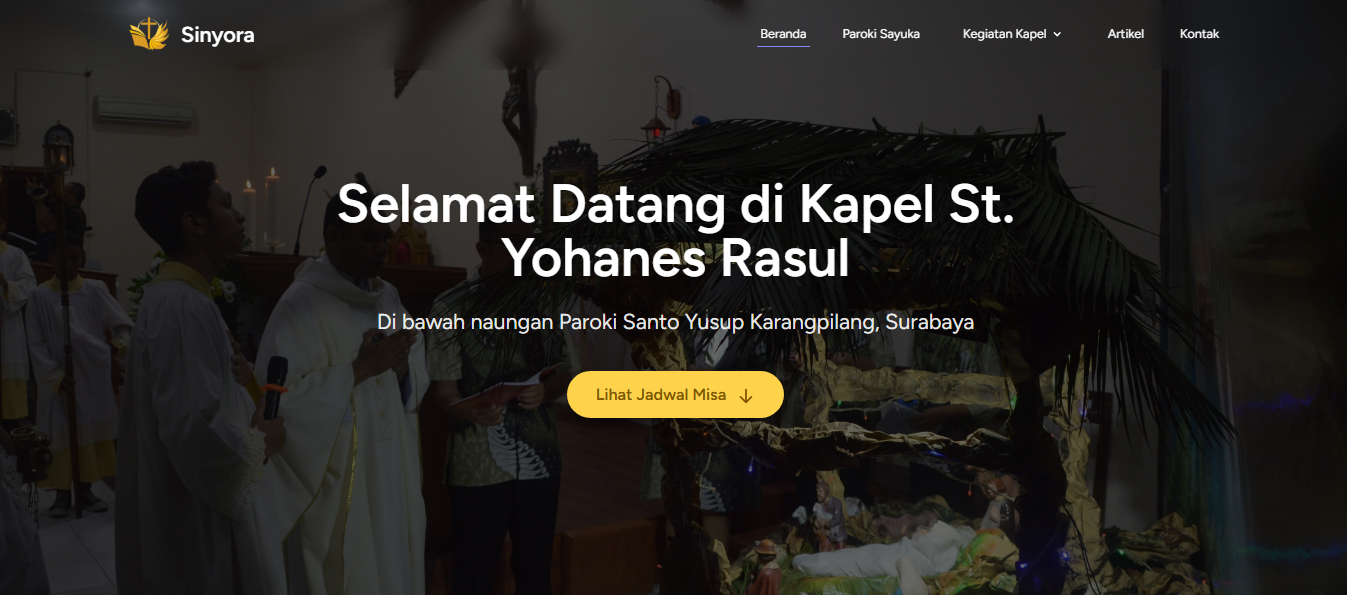 Sinyora
Beranda
Paroki Sayuka
Kegiatan Kapel
Artikel
Kontak
Selamat Datang di Kapel St.
Yohanes Rasul
Di bawah naungan Paroki Santo Yusup Karangpilang, Surabaya
Lihat Jadwal Misa